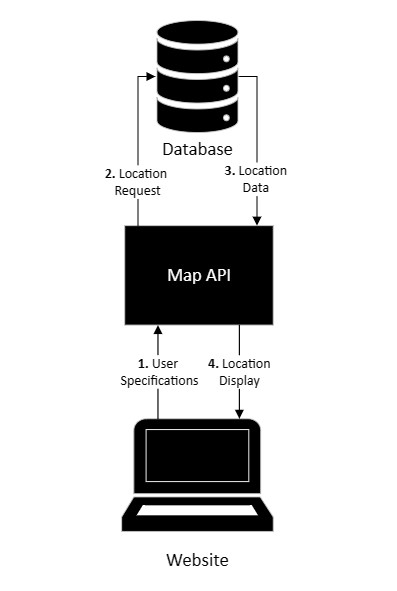 Database
2. Location
Request
3. Location
Data
Map API
1. User
Specifications
4. Location
Display
Website